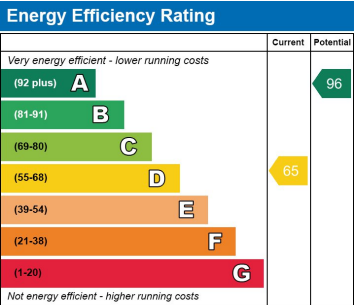 Energy Efficiency Rating
Current Potential
Very energy efficient - lower running costs
(92 plus) A
96
(81-91) B
(69-80) C
(55-68) D
65
(39-54) E
(21-38) F
(1-20) G
Not energy efficient - higher running costs